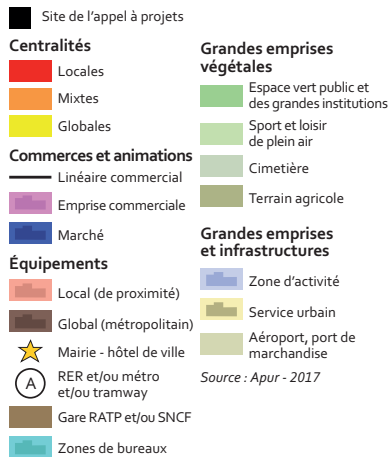 Site de l'appel à projets
Centralités
Locales
Mixtes
Globales
Commerces et animations
Linéaire commercial
Emprise commerciale
Marché
Équipements
Local (de proximité)
Global (métropolitain)
Mairie - hôtel de ville
A
RER et/ou métro
et/ou tramway
Gare RATP et/ou SNCF
Zones de bureaux
Grandes emprises
végétales
Espace vert public et
des grandes institutions
Sport et loisir
de plein air
Cimetière
Terrain agricole
Grandes emprises
et infrastructures
Zone d'activité
Service urbain
Aéroport, port de
marchandise
Source : Apur - 2017